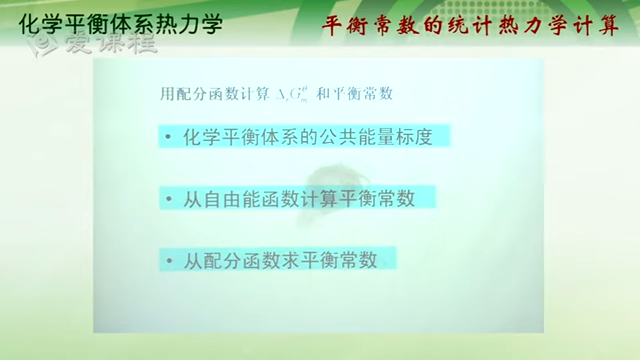 化学平衡体系热力学
平衡常数的统计热力学计算
爱课程
用配分函数计算 ΔrGmθ 和平衡常数
• 化学平衡体系的公共能量标度
• 从自由能函数计算平衡常数
• 从配分函数求平衡常数